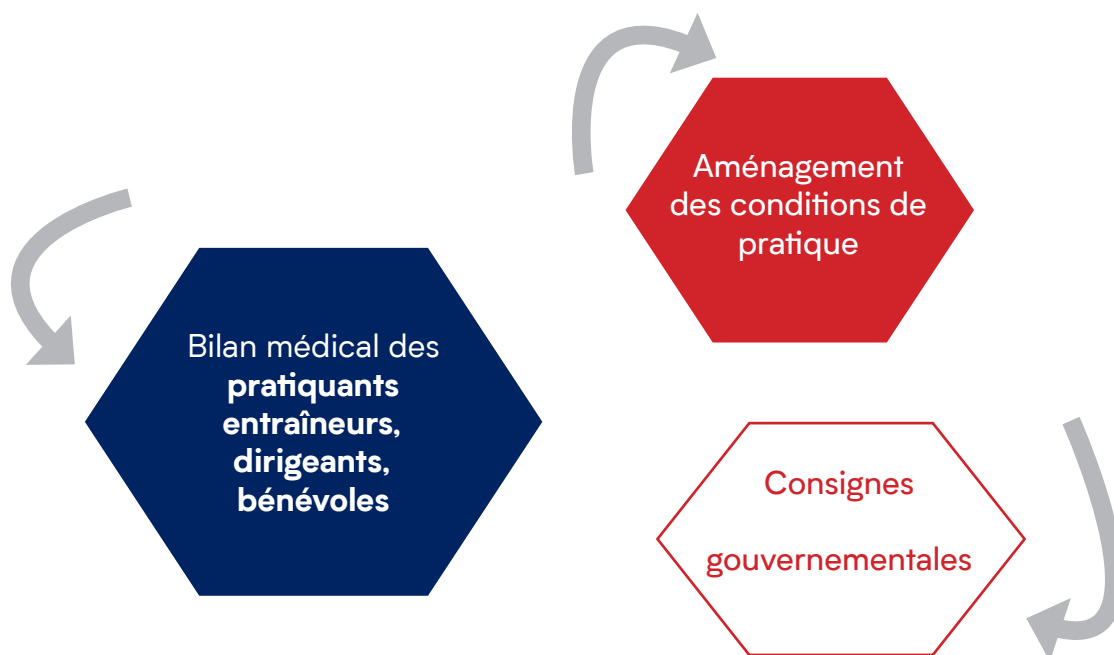 Aménagement
des conditions de
pratique
Bilan médical des
pratiquants
entraîneurs,
dirigeants,
bénévoles
Consignes
gouvernementales